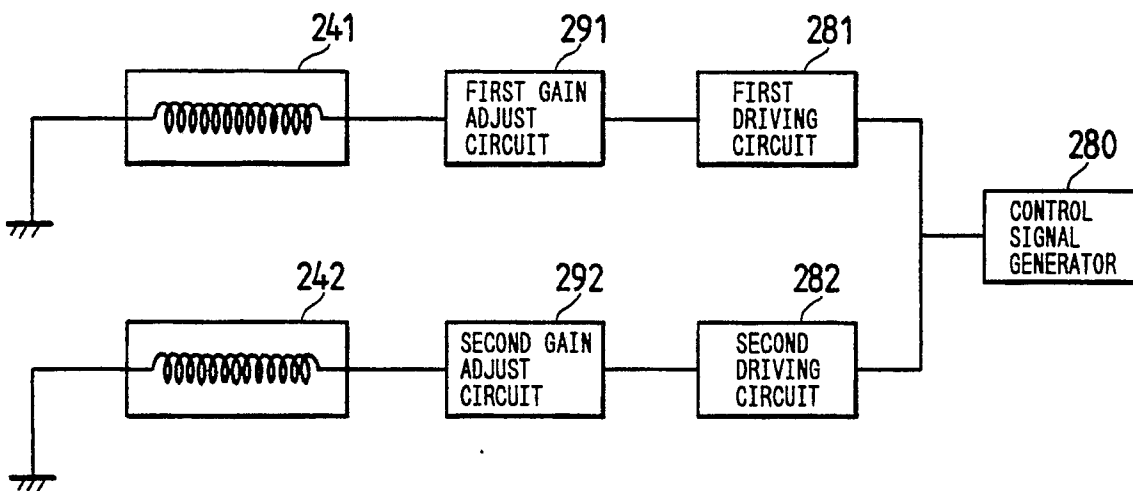 241
291
281
FIRST GAIN
ADJUST
CIRCUIT
FIRST
DRIVING
CIRCUIT
280
CONTROL
SIGNAL
GENERATOR
242
292
282
SECOND GAIN
ADJUST
CIRCUIT
SECOND
DRIVING
CIRCUIT